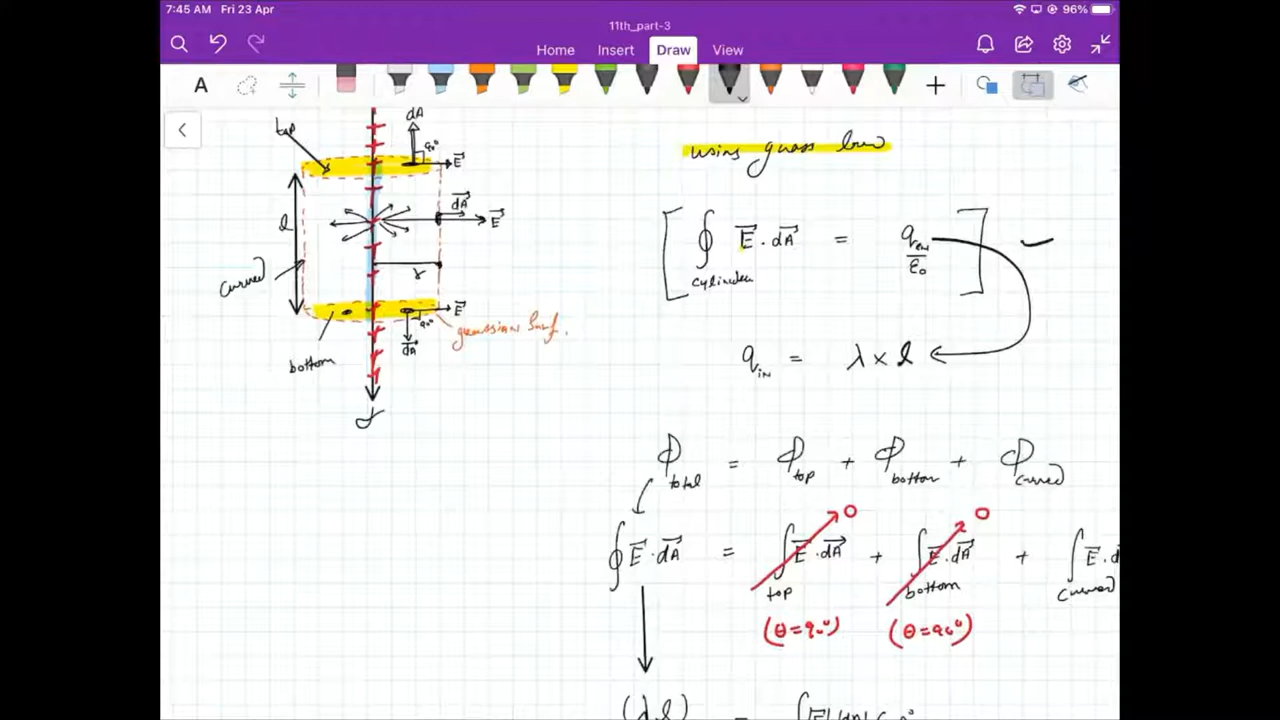 7:45 AM Fri 23 Apr
96%
11th_part-3
Home Insert Draw View
A
dA
top
90°
E
dA
E
l
r
curved
E
90°
dA
gaussian Surf.
bottom
using guass law
∮ E⃗ · dA⃗ = q / ε₀
cylinder
q_in = λ × l
ϕ_total = ϕ_top + ϕ_bottom + ϕ_curved
∮ E⃗ · dA⃗ = ∫ E⃗ · dA⃗ 0 + ∫ E⃗ · dA⃗ 0 + ∫ E⃗ · d
top bottom curved
(θ = 90°) (θ = 90°)